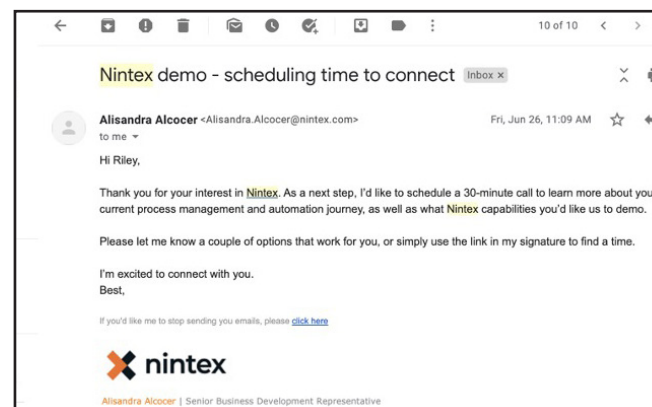 10 of 10
Nintex demo - scheduling time to connect Inbox x
Alisandra Alcocer <Alisandra.Alcocer@nintex.com> Fri, Jun 26, 11:09 AM
to me
Hi Riley,
Thank you for your interest in Nintex. As a next step, I'd like to schedule a 30-minute call to learn more about you
current process management and automation journey, as well as what Nintex capabilities you'd like us to demo.
Please let me know a couple of options that work for you, or simply use the link in my signature to find a time.
I'm excited to connect with you.
Best,
If you'd like me to stop sending you emails, please click here
nintex
Alisandra Alcocer | Senior Business Development Representative